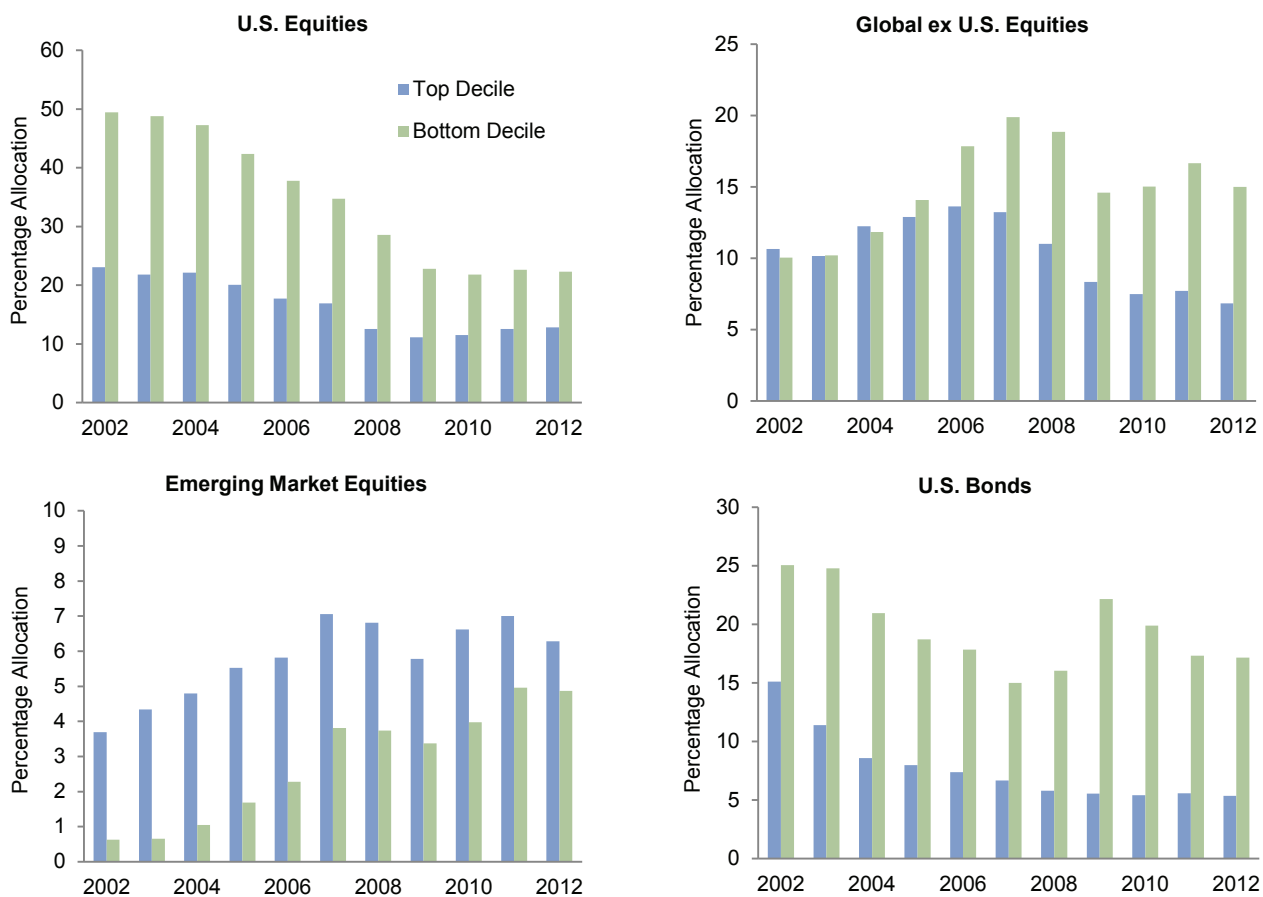 U.S. Equities
60
50
40
30
20
10
0
Percentage Allocation
Top Decile
Bottom Decile
2002 2004 2006 2008 2010 2012
Global ex U.S. Equities
25
20
15
10
5
0
Percentage Allocation
2002 2004 2006 2008 2010 2012
Emerging Market Equities
10
9
8
7
6
5
4
3
2
1
0
Percentage Allocation
2002 2004 2006 2008 2010 2012
U.S. Bonds
30
25
20
15
10
5
0
Percentage Allocation
2002 2004 2006 2008 2010 2012